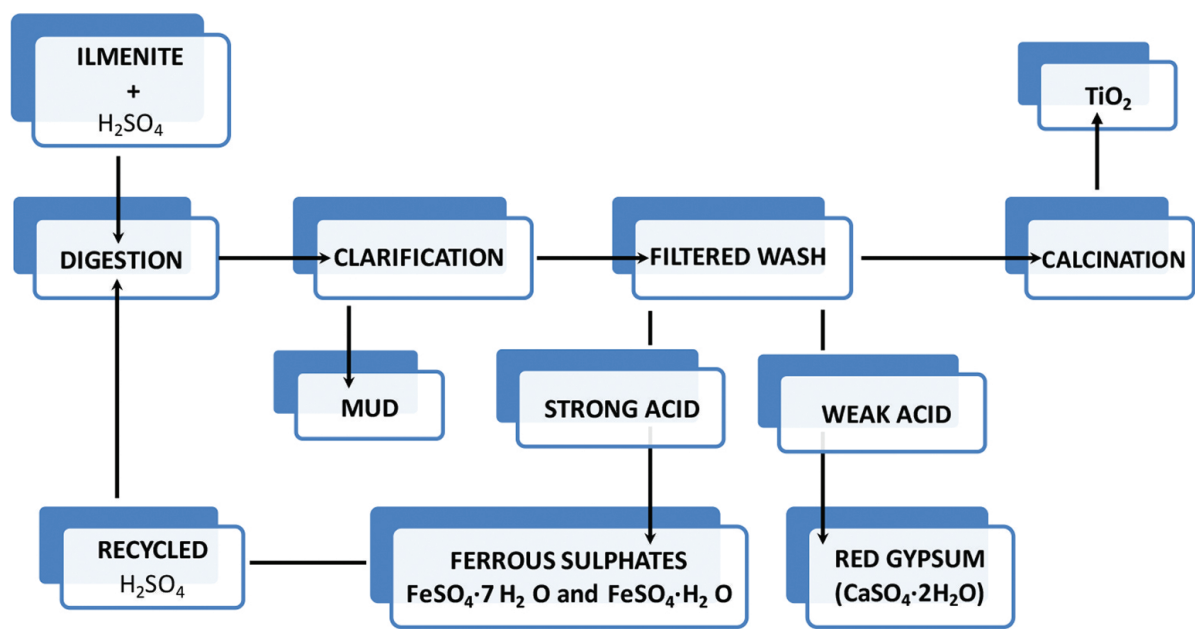 ILMENITE
+
H₂SO₄
TiO₂
DIGESTION
CLARIFICATION
FILTERED WASH
CALCINATION
MUD
STRONG ACID
WEAK ACID
RECYCLED
H₂SO₄
FERROUS SULPHATES
FeSO₄·7 H₂ O and FeSO₄·H₂ O
RED GYPSUM
(CaSO₄·2H₂O)